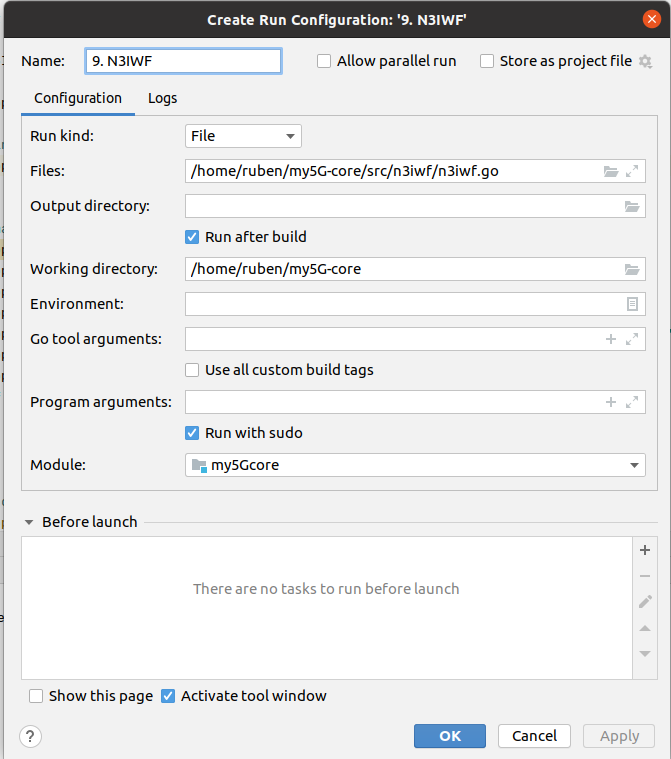 Create Run Configuration: '9. N3IWF'
Name: 9. N3IWF Allow parallel run Store as project file
Configuration Logs
Run kind: File
Files: /home/ruben/my5G-core/src/n3iwf/n3iwf.go
Output directory:
Run after build
Working directory: /home/ruben/my5G-core
Environment:
Go tool arguments:
Use all custom build tags
Program arguments:
Run with sudo
Module: my5Gcore
Before launch
There are no tasks to run before launch
Show this page Activate tool window
? OK Cancel Apply